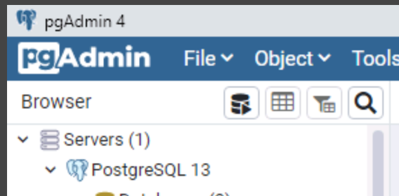 pgAdmin 4
pgAdmin File Object Tools
Browser
Servers (1)
PostgreSQL 13